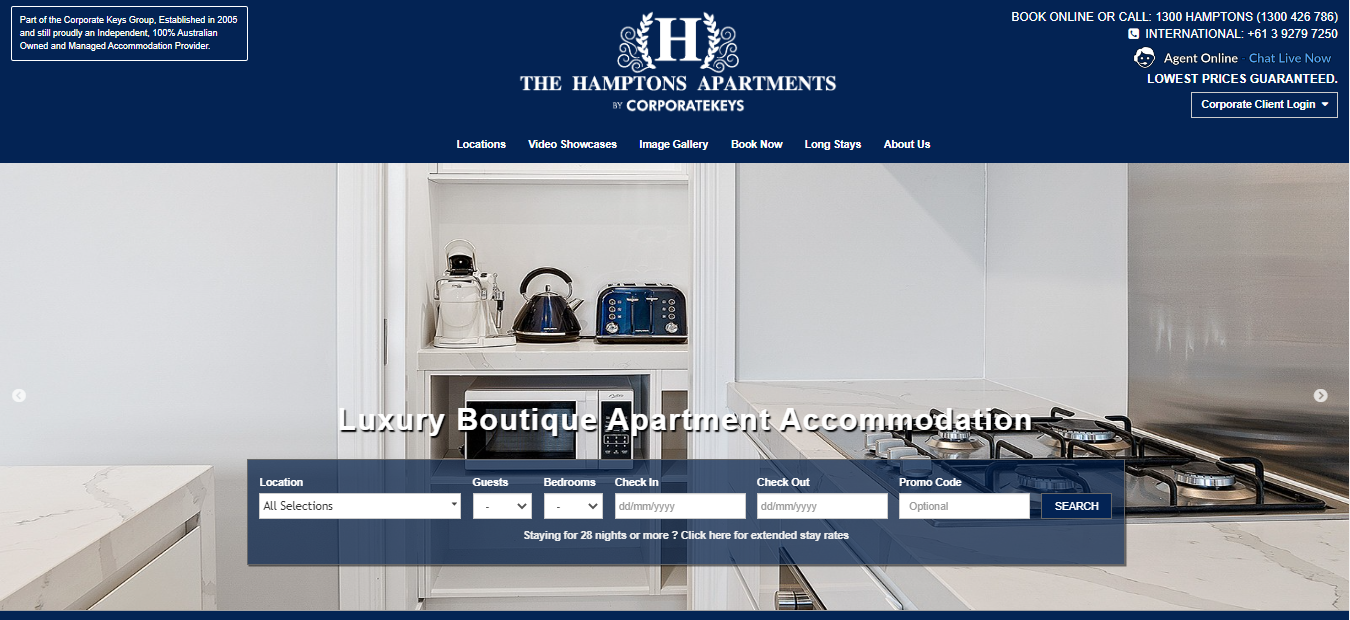 Part of the Corporate Keys Group, Established in 2005
and still proudly an Independent, 100% Australian
Owned and Managed Accommodation Provider.
H
THE HAMPTONS APARTMENTS
BY CORPORATEKEYS
BOOK ONLINE OR CALL: 1300 HAMPTONS (1300 426 786)
INTERNATIONAL: +61 3 9279 7250
Agent Online - Chat Live Now
LOWEST PRICES GUARANTEED.
Corporate Client Login
Locations Video Showcases Image Gallery Book Now Long Stays About Us
Luxury Boutique Apartment Accommodation
Location Guests Bedrooms Check In Check Out Promo Code
All Selections - - dd/mm/yyyy dd/mm/yyyy Optional SEARCH
Staying for 28 nights or more ? Click here for extended stay rates